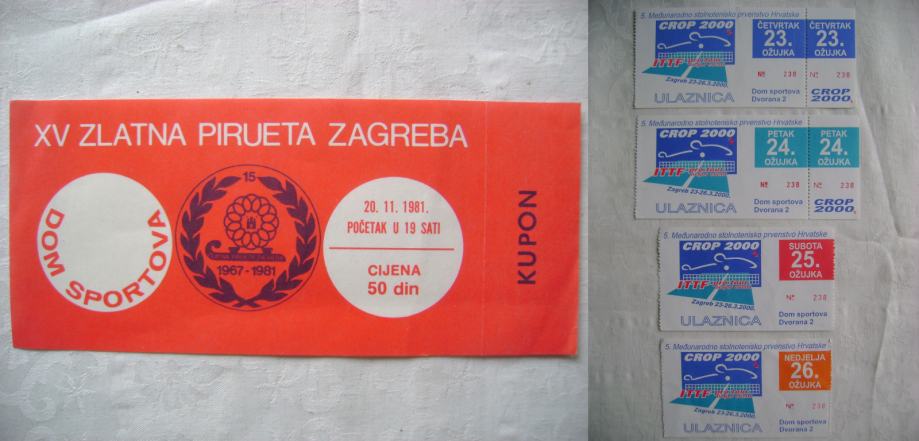 XV ZLATNA PIRUETA ZAGREBA
DOM SPORTOVA
15
ZLATNA PIRUETA ZAGREBA
1967-1981
20. 11. 1981.
POČETAK U 19 SATI
CIJENA
50 din
KUPON
5. Međunarodno stolnotenisko prvenstvo Hrvatske
CROP 2000
ITTF
Zagreb 23-26.3.2000.
ULAZNICA
ČETVRTAK
23.
OŽUJKA
Nº 238
Dom sportova
Dvorana 2
ČETVRTAK
23.
OŽUJKA
Nº 238
CROP
2000
5. Međunarodno stolnotenisko prvenstvo Hrvatske
CROP 2000
ITTF
Zagreb 23-26.3.2000.
ULAZNICA
PETAK
24.
OŽUJKA
Nº 238
Dom sportova
Dvorana 2
PETAK
24.
OŽUJKA
Nº 238
CROP
2000
5. Međunarodno stolnotenisko prvenstvo Hrvatske
CROP 2000
ITTF
Zagreb 23-26.3.2000.
ULAZNICA
SUBOTA
25.
OŽUJKA
Nº 238
Dom sportova
Dvorana 2
5. Međunarodno stolnotenisko prvenstvo Hrvatske
CROP 2000
ITTF
Zagreb 23-26.3.2000.
ULAZNICA
NEDJELJA
26.
OŽUJKA
Nº 238
Dom sportova
Dvorana 2